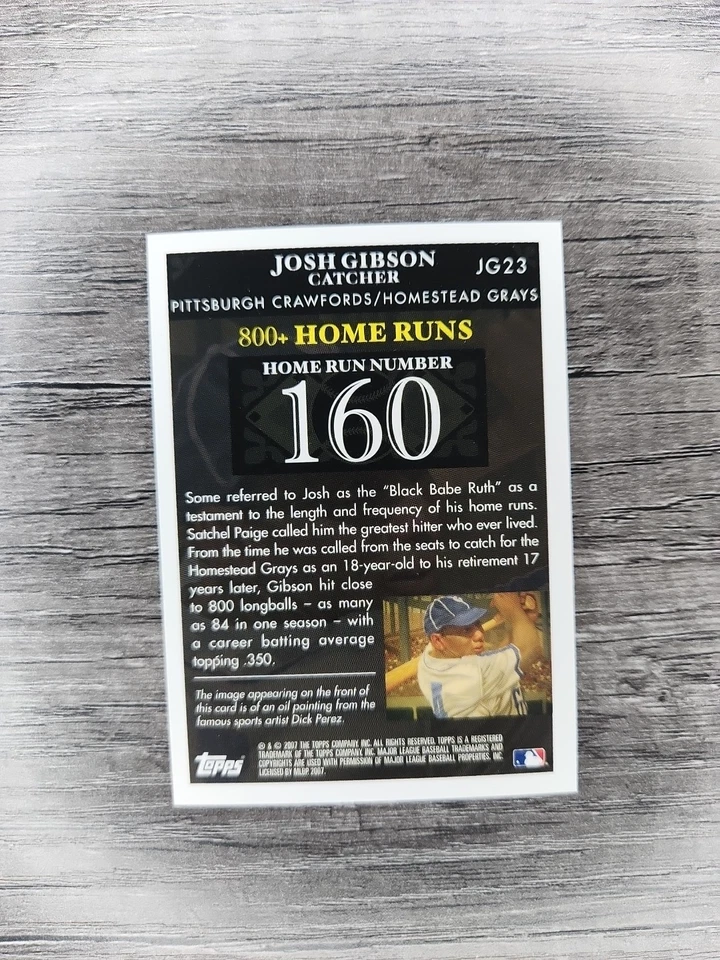 JOSH GIBSON
CATCHER
JG23
PITTSBURGH CRAWFORDS/HOMESTEAD GRAYS
800+ HOME RUNS
HOME RUN NUMBER
160
Some referred to Josh as the “Black Babe Ruth” as a
testament to the length and frequency of his home runs.
Satchel Paige called him the greatest hitter who ever lived.
From the time he was called from the seats to catch for the
Homestead Grays as an 18-year-old to his retirement 17
years later, Gibson hit close
to 800 longballs – as many
as 84 in one season – with
a career batting average
topping .350.
The image appearing on the front of
this card is of an oil painting from the
famous sports artist Dick Perez.
topps
® & © 2007 THE TOPPS COMPANY, INC. ALL RIGHTS RESERVED. TOPPS IS A REGISTERED
TRADEMARK OF THE TOPPS COMPANY, INC. MAJOR LEAGUE BASEBALL TRADEMARKS AND
COPYRIGHTS ARE USED WITH PERMISSION OF MAJOR LEAGUE BASEBALL PROPERTIES, INC.
LICENSED BY MLBP 2007.